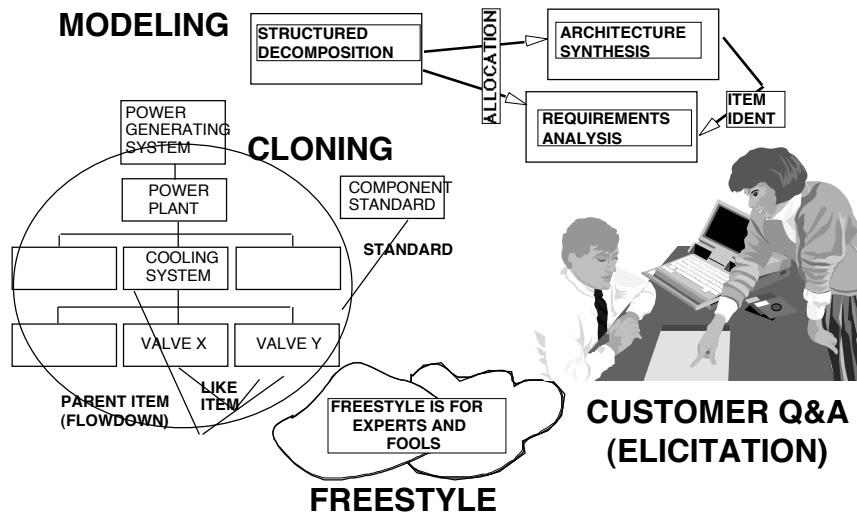 MODELING
STRUCTURED
DECOMPOSITION
ALLOCATION
ARCHITECTURE
SYNTHESIS
REQUIREMENTS
ANALYSIS
ITEM
IDENT
POWER
GENERATING
SYSTEM
CLONING
POWER
PLANT
COMPONENT
STANDARD
COOLING
SYSTEM
STANDARD
VALVE X
VALVE Y
PARENT ITEM
(FLOWDOWN)
LIKE
ITEM
FREESTYLE IS FOR
EXPERTS AND
FOOLS
FREESTYLE
CUSTOMER Q&A
(ELICITATION)